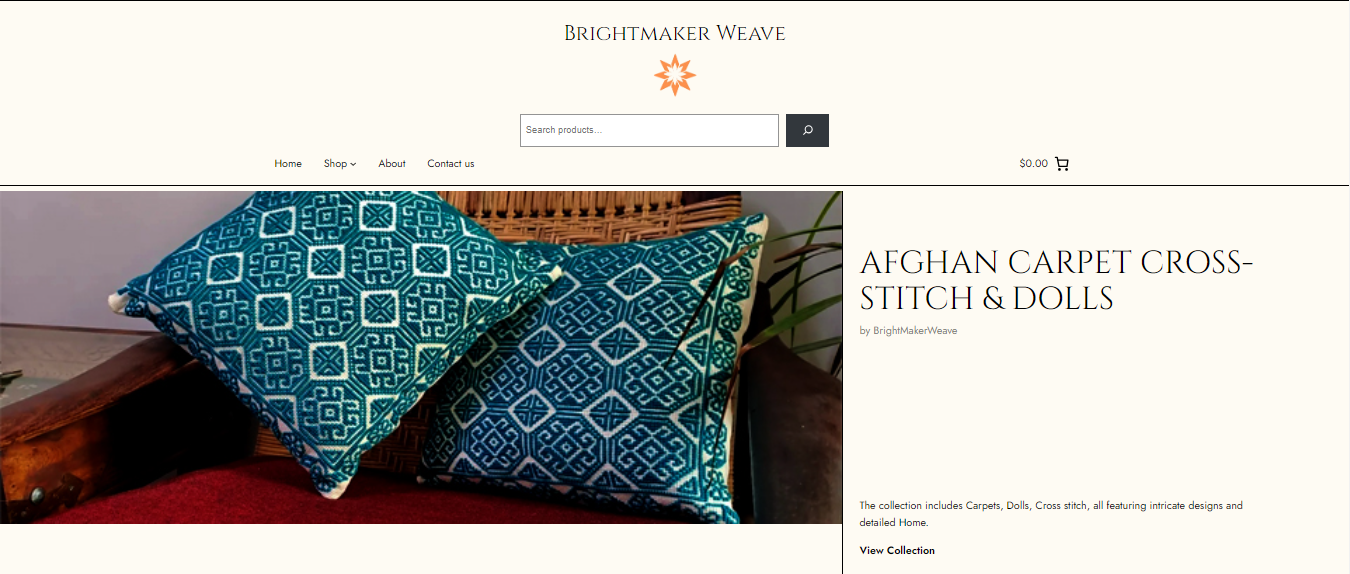 Brightmaker Weave
Search products...
Home Shop About Contact us $0.00
AFGHAN CARPET CROSS-
STITCH & DOLLS
by BrightMakerWeave
The collection includes Carpets, Dolls, Cross stitch, all featuring intricate designs and
detailed Home.
View Collection